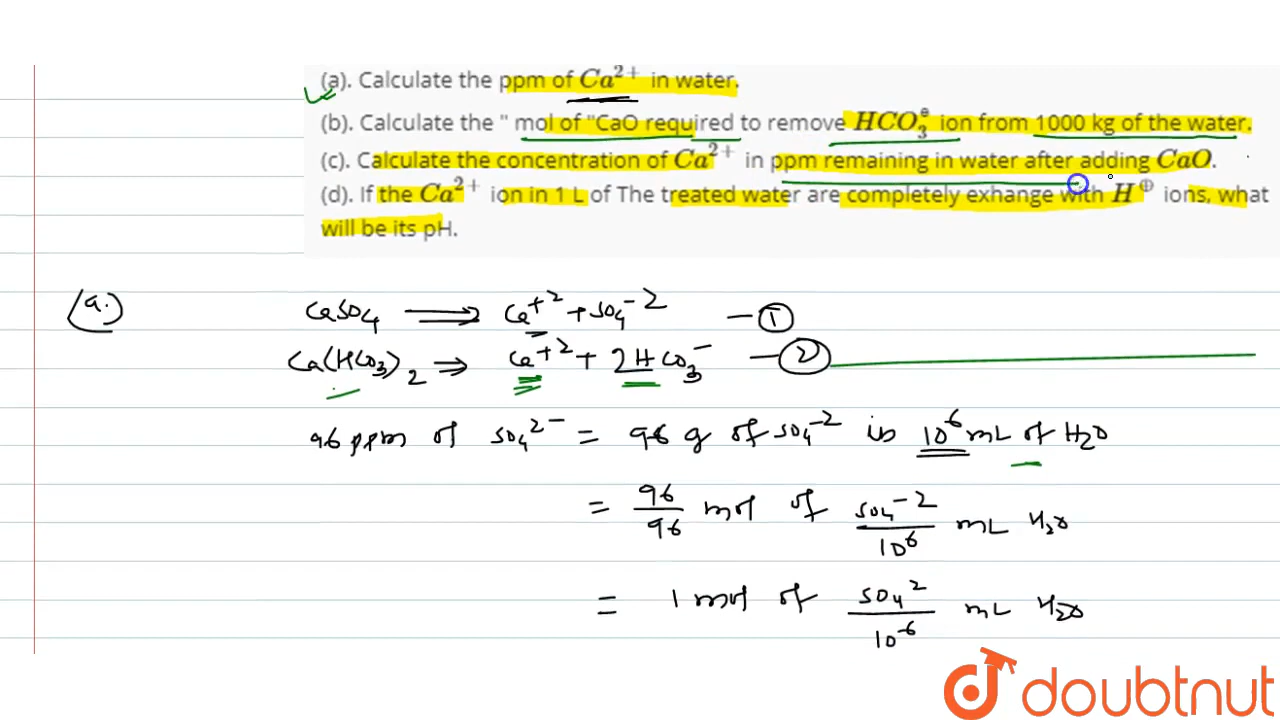 (a). Calculate the ppm of Ca²⁺ in water.
(b). Calculate the " mol of "CaO required to remove HCO₃^⊖ ion from 1000 kg of the water.
(c). Calculate the concentration of Ca²⁺ in ppm remaining in water after adding CaO.
(d). If the Ca²⁺ ion in 1 L of The treated water are completely exhange with H^⊕ ions, what
will be its pH.
(a.) CaSO₄ ⟹ Ca⁺² + SO₄⁻² — ①
Ca(HCO₃)₂ ⇒ Ca⁺² + 2HCO₃⁻ — ②
96 ppm of SO₄²⁻ = 96 g of SO₄⁻² in 10⁶ mL of H₂O
= 96/96 mol of SO₄⁻²/10⁶ mL H₂O
= 1 mol of SO₄²/10⁻⁶ mL H₂O
doubtnut